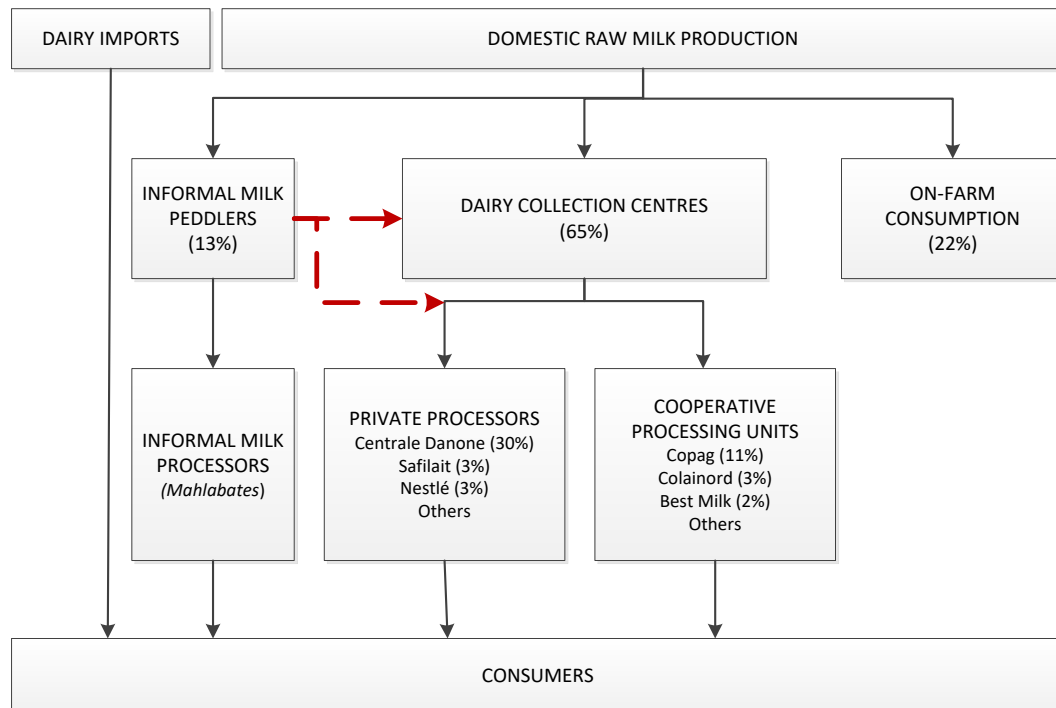 DAIRY IMPORTS
DOMESTIC RAW MILK PRODUCTION
INFORMAL MILK
PEDDLERS
(13%)
DAIRY COLLECTION CENTRES
(65%)
ON-FARM
CONSUMPTION
(22%)
INFORMAL MILK
PROCESSORS
(Mahlabates)
PRIVATE PROCESSORS
Centrale Danone (30%)
Safilait (3%)
Nestlé (3%)
Others
COOPERATIVE
PROCESSING UNITS
Copag (11%)
Colainord (3%)
Best Milk (2%)
Others
CONSUMERS